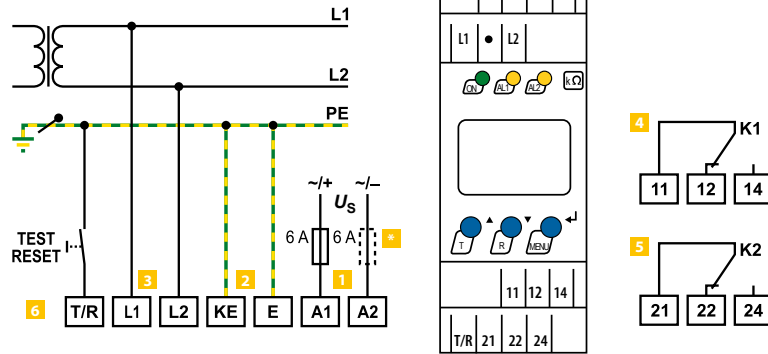 L1
L2
PE
~/+ ~/–
US
6 A 6 A *
TEST
RESET
3 2 1
6 T/R L1 L2 KE E A1 A2
L1 • L2
ON AL1 AL2 kΩ
T R MENU
11 12 14
T/R 21 22 24
4 K1
11 12 14
5 K2
21 22 24